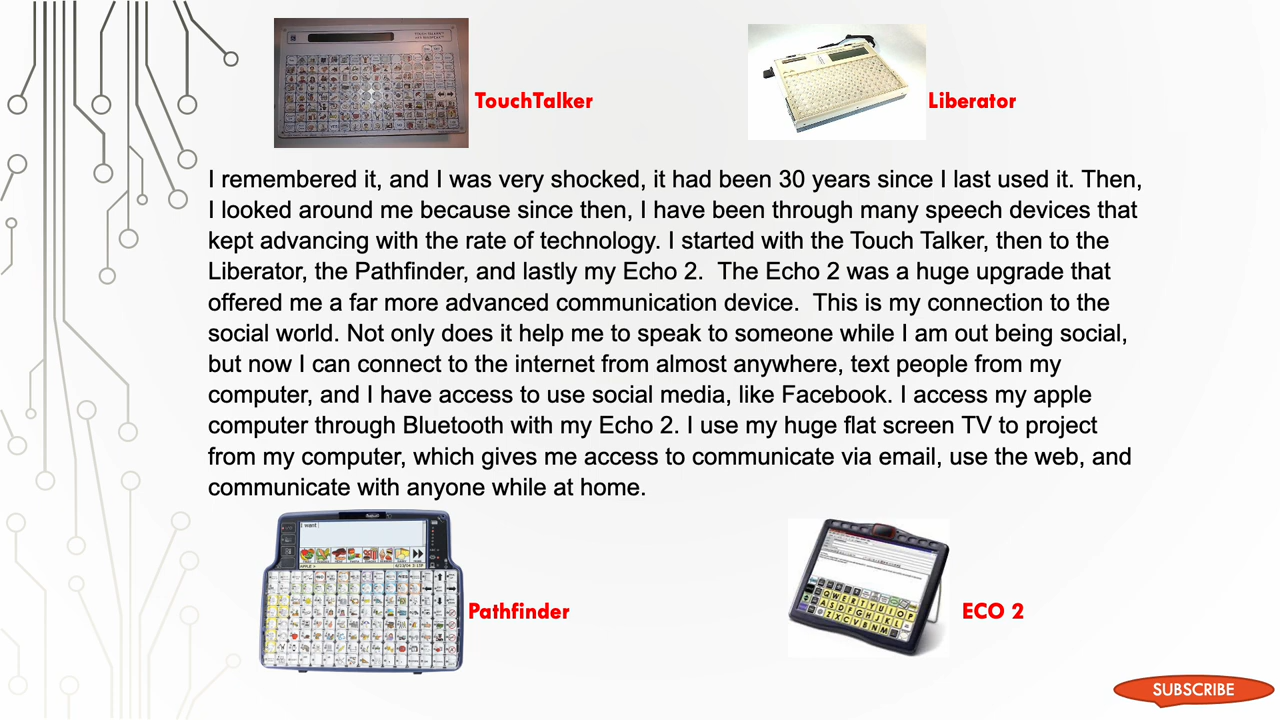 TouchTalker
Liberator
I remembered it, and I was very shocked, it had been 30 years since I last used it. Then,
I looked around me because since then, I have been through many speech devices that
kept advancing with the rate of technology. I started with the Touch Talker, then to the
Liberator, the Pathfinder, and lastly my Echo 2.  The Echo 2 was a huge upgrade that
offered me a far more advanced communication device.  This is my connection to the
social world. Not only does it help me to speak to someone while I am out being social,
but now I can connect to the internet from almost anywhere, text people from my
computer, and I have access to use social media, like Facebook. I access my apple
computer through Bluetooth with my Echo 2. I use my huge flat screen TV to project
from my computer, which gives me access to communicate via email, use the web, and
communicate with anyone while at home.
I want
Pathfinder
QWERTYUIOP
ASDFGHJKL
ZXCVBNM
ECO 2
SUBSCRIBE